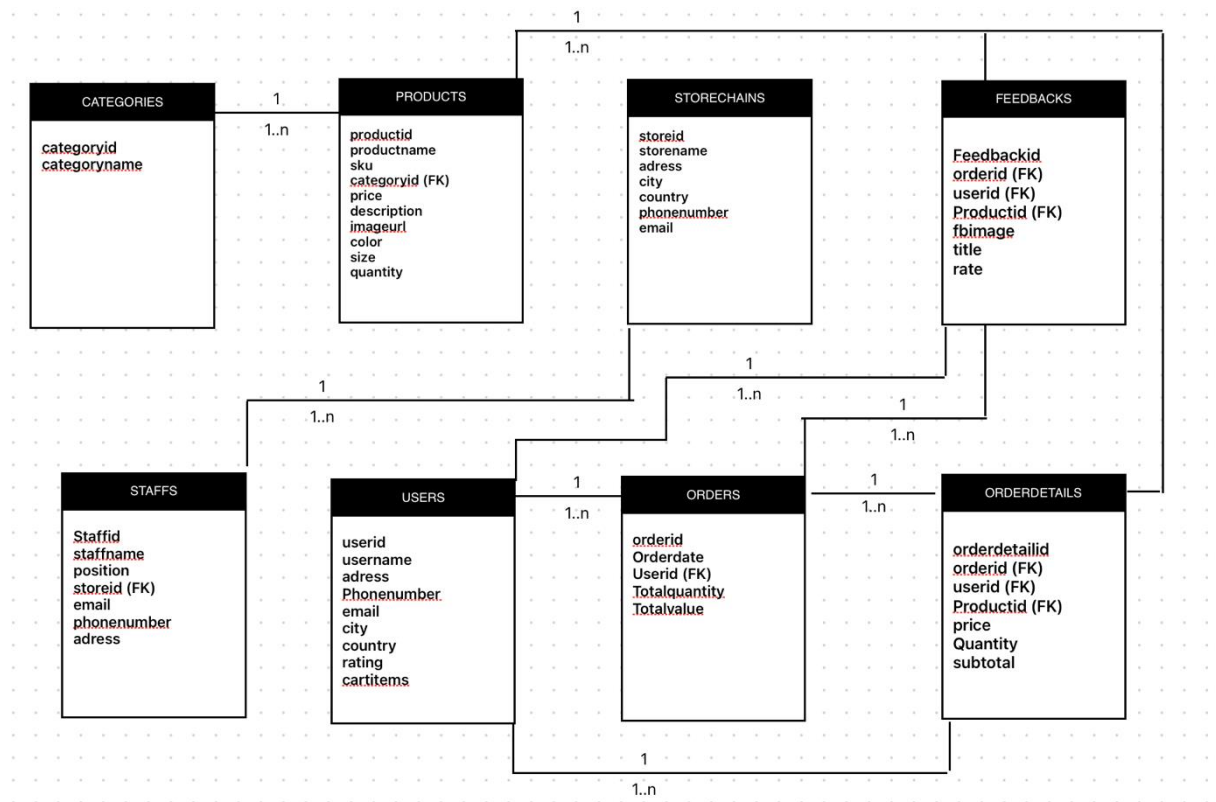 1
1..n
CATEGORIES
categoryid
categoryname
1
1..n
PRODUCTS
productid
productname
sku
categoryid (FK)
price
description
imageurl
color
size
quantity
STORECHAINS
storeid
storename
adress
city
country
phonenumber
email
FEEDBACKS
Feedbackid
orderid (FK)
userid (FK)
Productid (FK)
fbimage
title
rate
1
1..n
1
1..n
1
1..n
STAFFS
Staffid
staffname
position
storeid (FK)
email
phonenumber
adress
USERS
userid
username
adress
Phonenumber
email
city
country
rating
cartitems
1
1..n
ORDERS
orderid
Orderdate
Userid (FK)
Totalquantity
Totalvalue
1
1..n
ORDERDETAILS
orderdetailid
orderid (FK)
userid (FK)
Productid (FK)
price
Quantity
subtotal
1
1..n